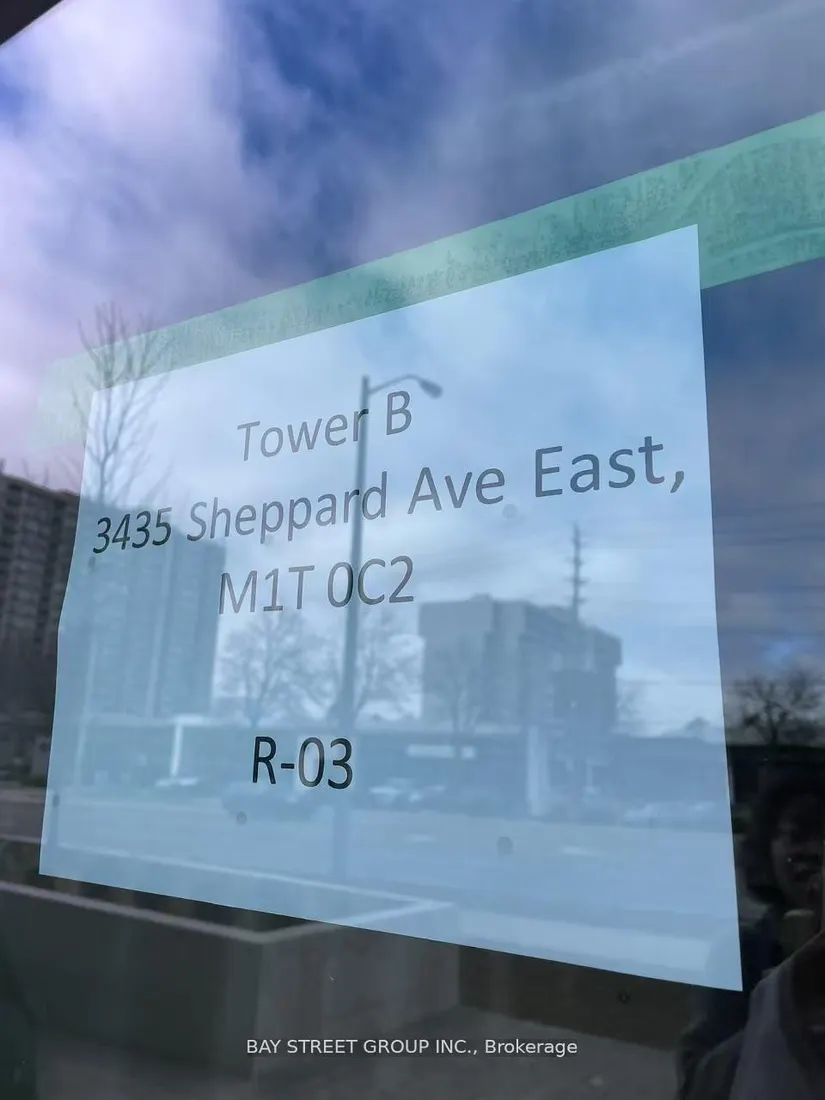 Tower B
3435 Sheppard Ave East,
M1T 0C2
R-03
BAY STREET GROUP INC., Brokerage